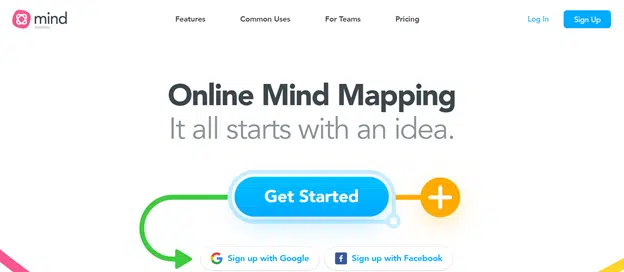 mind
Features
Common Uses
For Teams
Pricing
Log In
Sign Up
Online Mind Mapping
It all starts with an idea.
Get Started
Sign up with Google
Sign up with Facebook